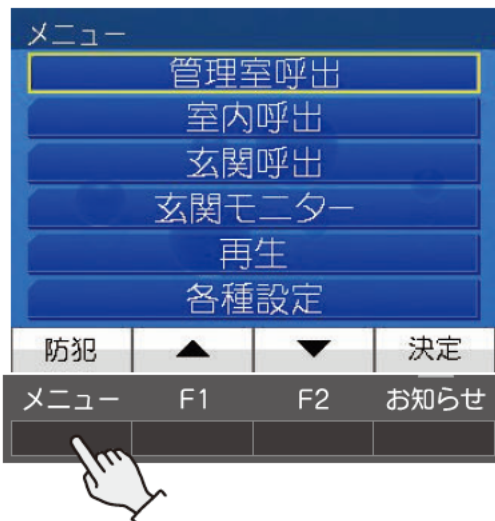 メニュー
管理室呼出
室内呼出
玄関呼出
玄関モニター
再生
各種設定
防犯 ▲ ▼ 決定
メニュー F1 F2 お知らせ